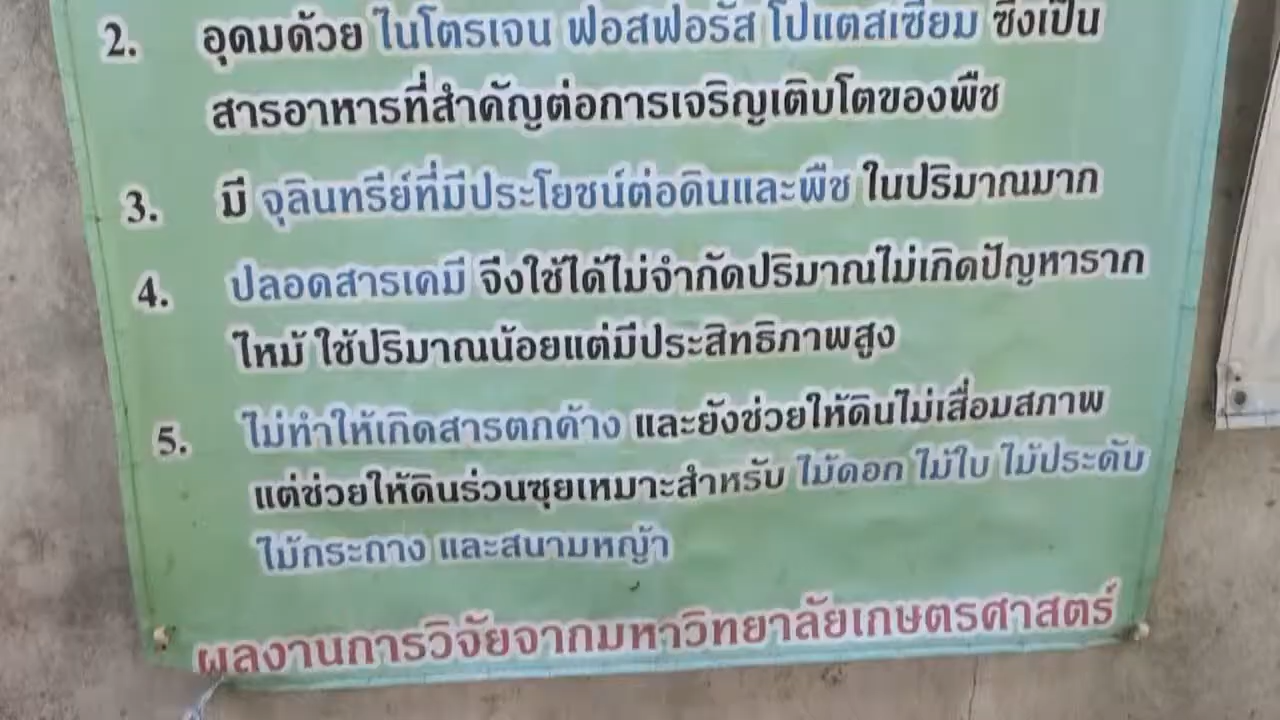 2. อุดมด้วย ไนโตรเจน ฟอสฟอรัส โปแตสเซียม ซึ่งเป็น
สารอาหารที่สำคัญต่อการเจริญเติบโตของพืช
3. มี จุลินทรีย์ที่มีประโยชน์ต่อดินและพืช ในปริมาณมาก
4. ปลอดสารเคมี จึงใช้ได้ไม่จำกัดปริมาณไม่เกิดปัญหาราก
ไหม้ ใช้ปริมาณน้อยแต่มีประสิทธิภาพสูง
5. ไม่ทำให้เกิดสารตกค้าง และยังช่วยให้ดินไม่เสื่อมสภาพ
แต่ช่วยให้ดินร่วนซุยเหมาะสำหรับ ไม้ดอก ไม้ใบ ไม้ประดับ
ไม้กระถาง และสนามหญ้า
ผลงานการวิจัยจากมหาวิทยาลัยเกษตรศาสตร์